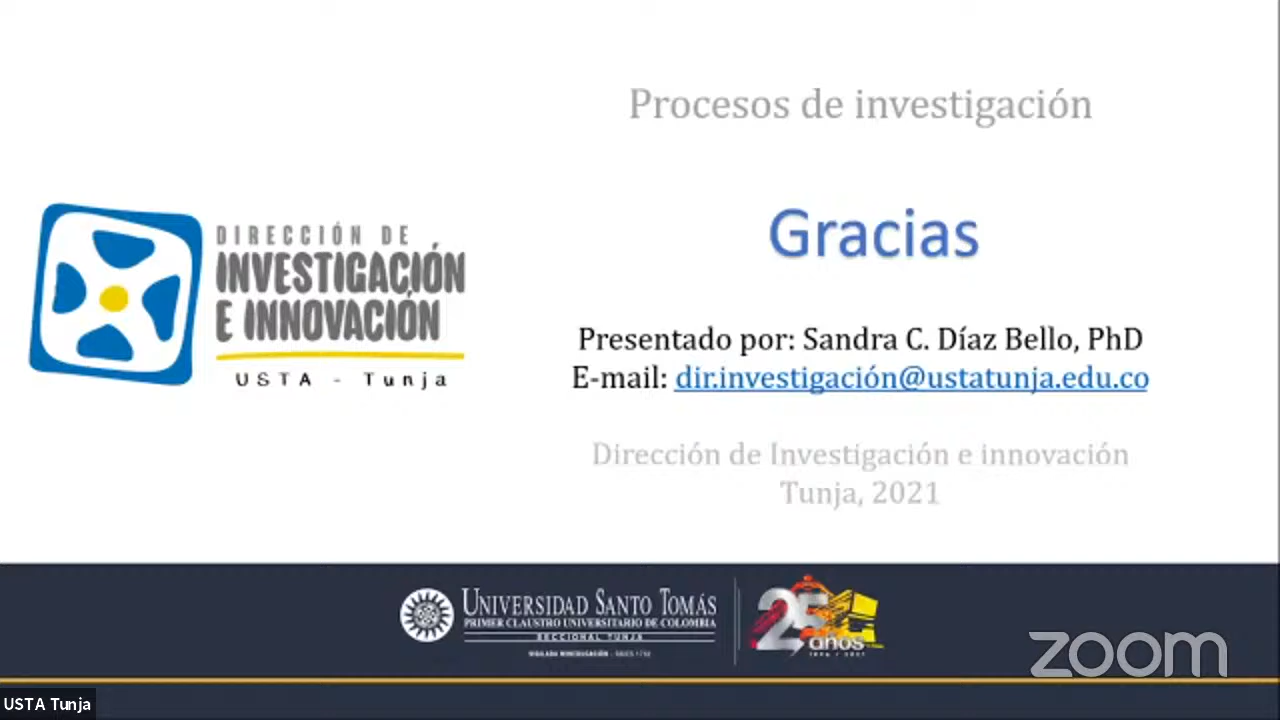 Procesos de investigación
Gracias
DIRECCIÓN DE
INVESTIGACIÓN
E INNOVACIÓN
USTA - Tunja
Presentado por: Sandra C. Díaz Bello, PhD
E-mail: dir.investigación@ustatunja.edu.co
Dirección de Investigación e innovación
Tunja, 2021
UNIVERSIDAD SANTO TOMÁS
PRIMER CLAUSTRO UNIVERSITARIO DE COLOMBIA
SECCIONAL TUNJA
25
años
zoom
USTA Tunja